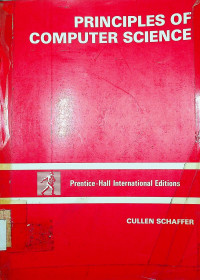 PRINCIPLES OF
COMPUTER SCIENCE
Prentice-Hall International Editions
CULLEN SCHAFFER